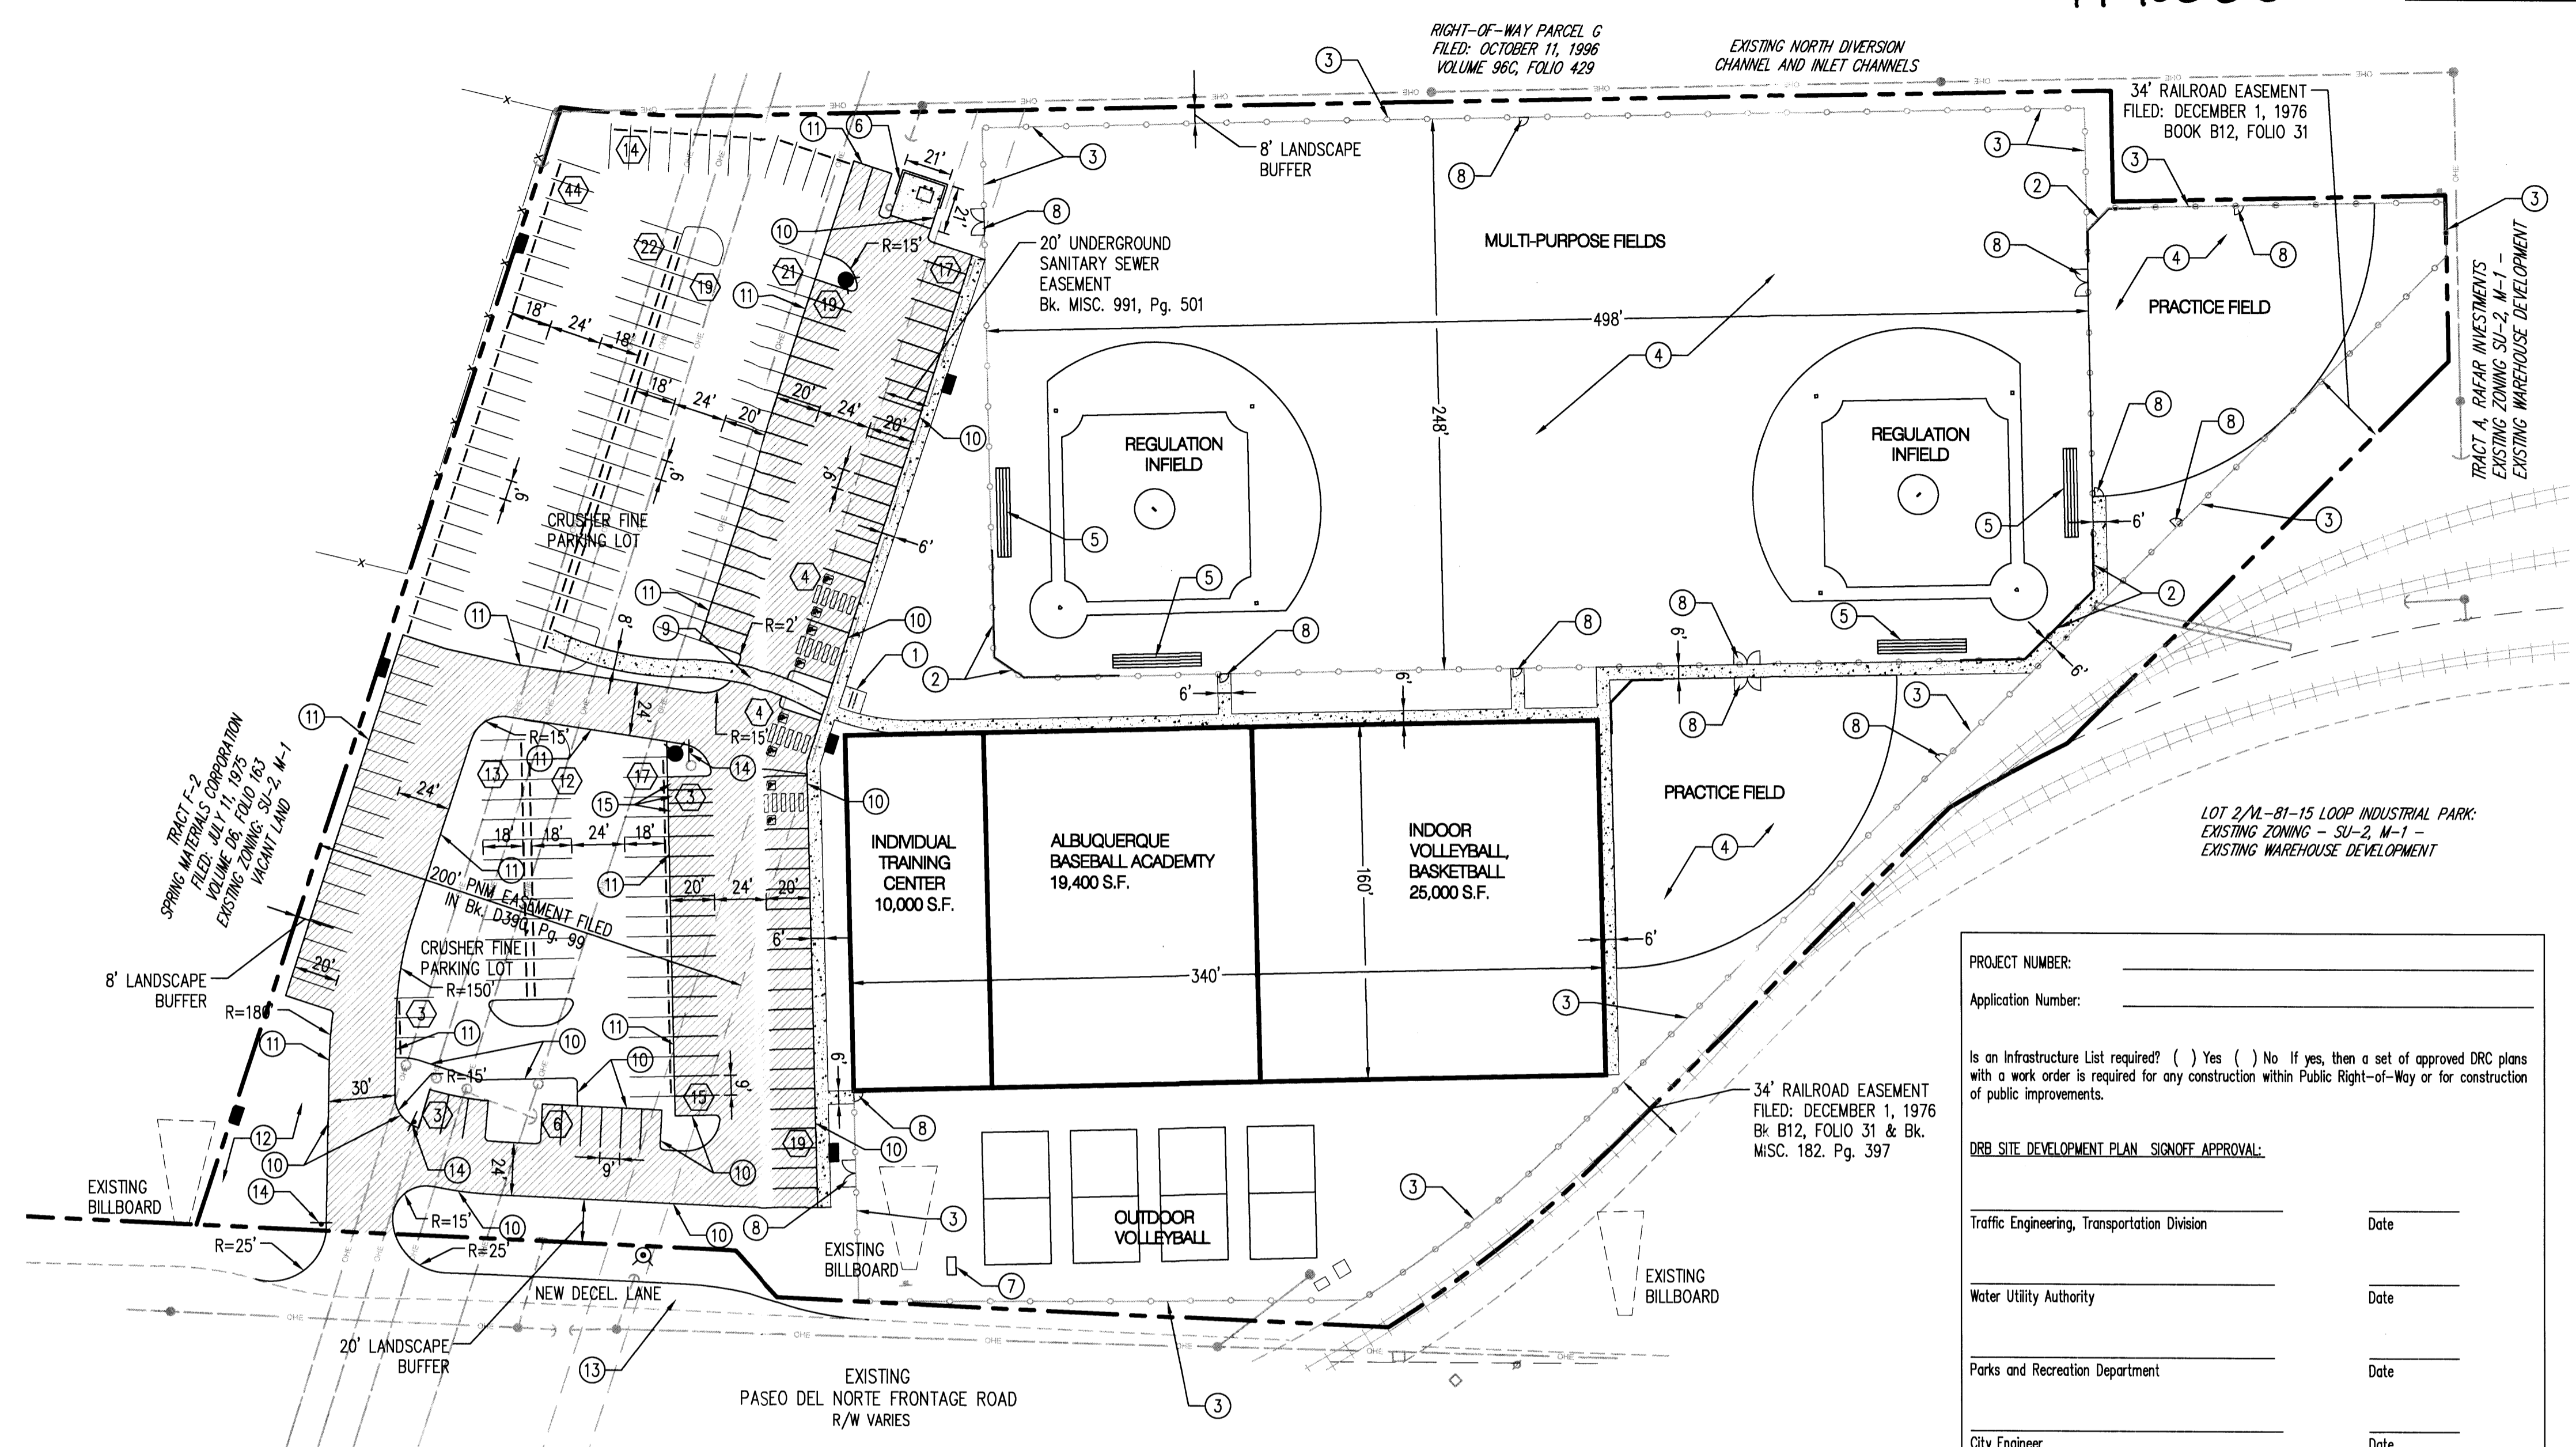 RIGHT-OF-WAY PARCEL G
FILED: OCTOBER 11, 1996
VOLUME 96C, FOLIO 429
EXISTING NORTH DIVERSION
CHANNEL AND INLET CHANNELS
34' RAILROAD EASEMENT
FILED: DECEMBER 1, 1976
BOOK B12, FOLIO 31
8' LANDSCAPE
BUFFER
20' UNDERGROUND
SANITARY SEWER
EASEMENT
Bk. MISC. 991, Pg. 501
MULTI-PURPOSE FIELDS
PRACTICE FIELD
TRACT A, RAFAR INVESTMENTS
EXISTING ZONING SU-2, M-1 -
EXISTING WAREHOUSE DEVELOPMENT
21'
21'
R=15'
498'
248'
REGULATION
INFIELD
REGULATION
INFIELD
CRUSHER FINE
PARKING LOT
18'
24'
18'
18'
24'
20'
20'
24'
20'
R=2'
8'
24'
R=15'
R=15'
6'
6'
6'
6'
6'
6'
TRACT F-2
SPRING MATERIALS CORPORATION
FILED: JULY 11, 1975
VOLUME D6, FOLIO 163
EXISTING ZONING: SU-2, M-1
VACANT LAND
24'
18'
18'
24'
18'
20'
24'
20'
200' PNM EASEMENT FILED
IN Bk. D390, Pg. 99
CRUSHER FINE
PARKING LOT
INDIVIDUAL
TRAINING
CENTER
10,000 S.F.
ALBUQUERQUE
BASEBALL ACADEMTY
19,400 S.F.
INDOOR
VOLLEYBALL,
BASKETBALL
25,000 S.F.
160'
340'
6'
6'
PRACTICE FIELD
LOT 2/VL-81-15 LOOP INDUSTRIAL PARK:
EXISTING ZONING - SU-2, M-1 -
EXISTING WAREHOUSE DEVELOPMENT
8' LANDSCAPE
BUFFER
20'
R=150'
R=180'
R=15'
30'
9'
9'
24'
6'
EXISTING
BILLBOARD
R=25'
R=15'
R=25'
NEW DECEL. LANE
20' LANDSCAPE
BUFFER
EXISTING
BILLBOARD
OUTDOOR
VOLLEYBALL
34' RAILROAD EASEMENT
FILED: DECEMBER 1, 1976
Bk B12, FOLIO 31 & Bk.
MISC. 182. Pg. 397
EXISTING
BILLBOARD
EXISTING
PASEO DEL NORTE FRONTAGE ROAD
R/W VARIES
PROJECT NUMBER:
Application Number:
Is an Infrastructure List required? ( ) Yes ( ) No If yes, then a set of approved DRC plans
with a work order is required for any construction within Public Right-of-Way or for construction
of public improvements.
DRB SITE DEVELOPMENT PLAN SIGNOFF APPROVAL:
Traffic Engineering, Transportation Division Date
Water Utility Authority Date
Parks and Recreation Department Date
City Engineer Date